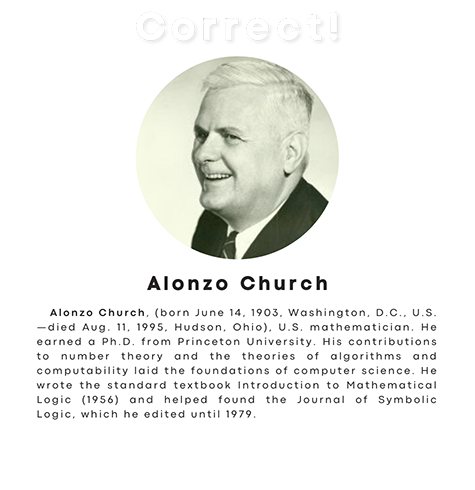 Correct!
Alonzo Church
Alonzo Church, (born June 14, 1903, Washington, D.C., U.S.
—died Aug. 11, 1995, Hudson, Ohio), U.S. mathematician. He
earned a Ph.D. from Princeton University. His contributions
to number theory and the theories of algorithms and
computability laid the foundations of computer science. He
wrote the standard textbook Introduction to Mathematical
Logic (1956) and helped found the Journal of Symbolic
Logic, which he edited until 1979.